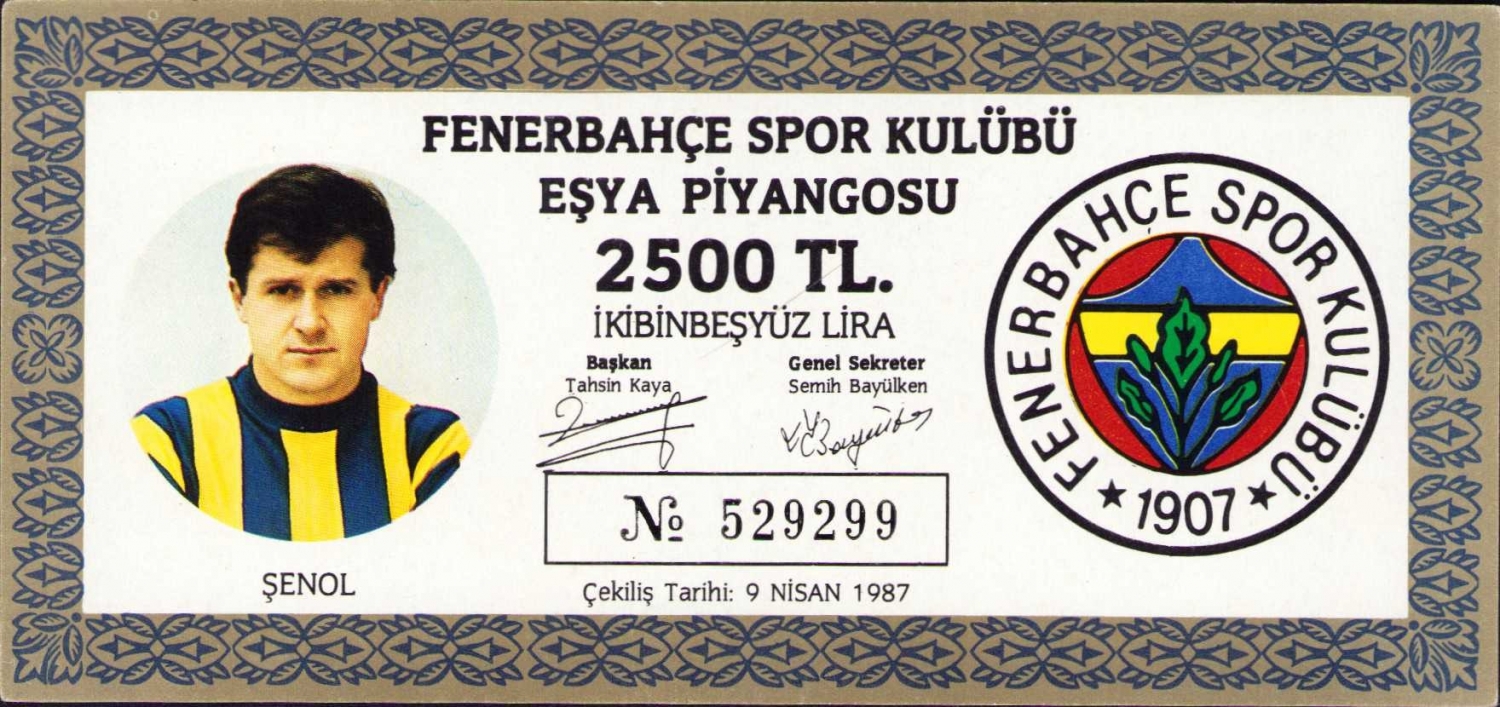 FENERBAHÇE SPOR KULÜBÜ
EŞYA PİYANGOSU
2500 TL.
İKİBİNBEŞYÜZ LİRA
Başkan
Tahsin Kaya
Genel Sekreter
Semih Bayülken
№ 529299
Çekiliş Tarihi: 9 NİSAN 1987
ŞENOL
FENERBAHÇE SPOR KULÜBÜ
★ 1907 ★